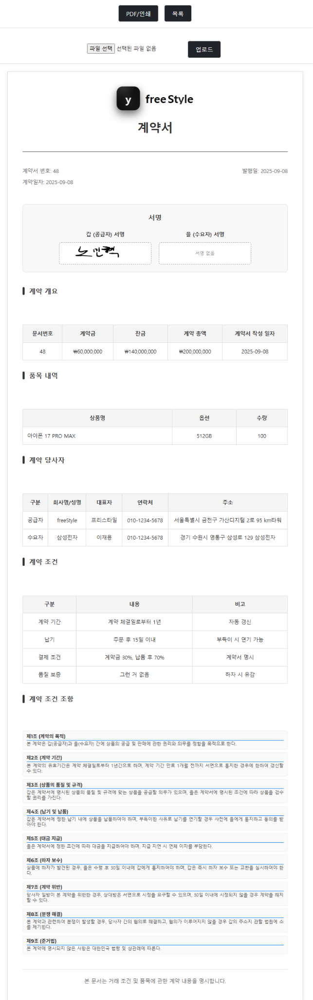 PDF/인쇄 목록
파일 선택 선택된 파일 없음 업로드
y freeStyle
계약서
계약서 번호: 48 발행일: 2025-09-08
계약일자: 2025-09-08
서명
갑 (공급자) 서명 을 (수요자) 서명
노민혁 서명 없음
계약 개요
문서번호 계약금 잔금 계약 총액 계약서 작성 일자
48 ₩60,000,000 ₩140,000,000 ₩200,000,000 2025-09-08
품목 내역
상품명 옵션 수량
아이폰 17 PRO MAX 512GB 100
계약 당사자
구분 회사명/성명 대표자 연락처 주소
공급자 freeStyle 프리스타일 010-1234-5678 서울특별시 금천구 가산디지털 2로 95 km타워
수요자 삼성전자 이재용 010-1234-5678 경기 수원시 영통구 삼성로 129 삼성전자
계약 조건
구분 내용 비고
계약 기간 계약 체결일로부터 1년 자동 갱신
납기 주문 후 15일 이내 부득이 시 연기 가능
결제 조건 계약금 30%, 납품 후 70% 계약서 명시
품질 보증 그런 거 없음 하자 시 유감
계약 조건 조항
제1조 (계약의 목적)
본 계약은 갑(공급자)과 을(수요자) 간에 상품의 공급 및 판매에 관한 권리와 의무를 정함을 목적으로 한다.
제2조 (계약 기간)
본 계약의 유효기간은 계약 체결일로부터 1년간으로 하며, 계약 기간 만료 1개월 전까지 서면으로 통지한 경우에 한하여 갱신할
수 있다.
제3조 (상품의 품질 및 규격)
갑은 계약서에 명시된 상품의 품질 및 규격에 맞는 상품을 공급할 의무가 있으며, 을은 계약서에 명시된 조건에 따라 상품을 검수
할 권리를 가진다.
제4조 (납기 및 납품)
갑은 계약서에 정한 납기 내에 상품을 납품하여야 하며, 부득이한 사유로 납기를 연기할 경우 사전에 을에게 통지하고 동의를 받
아야 한다.
제5조 (대금 지급)
을은 계약서에 정한 조건에 따라 대금을 지급하여야 하며, 지급 지연 시 연체 이자를 부담한다.
제6조 (하자 보수)
상품에 하자가 발견된 경우, 을은 수령 후 30일 이내에 갑에게 통지하여야 하며, 갑은 즉시 하자 보수 또는 교환을 실시하여야 한
다.
제7조 (계약 위반)
당사자 일방이 본 계약을 위반한 경우, 상대방은 서면으로 시정을 요구할 수 있으며, 30일 이내에 시정되지 않을 경우 계약을 해지
할 수 있다.
제8조 (분쟁 해결)
본 계약과 관련하여 분쟁이 발생할 경우, 당사자 간의 협의로 해결하고, 협의가 이루어지지 않을 경우 갑의 주소지 관할 법원에 소
를 제기한다.
제9조 (준거법)
본 계약에 명시되지 않은 사항은 대한민국 법령 및 상관례에 따른다.
본 문서는 거래 조건 및 품목에 관한 계약 내용을 명시합니다.